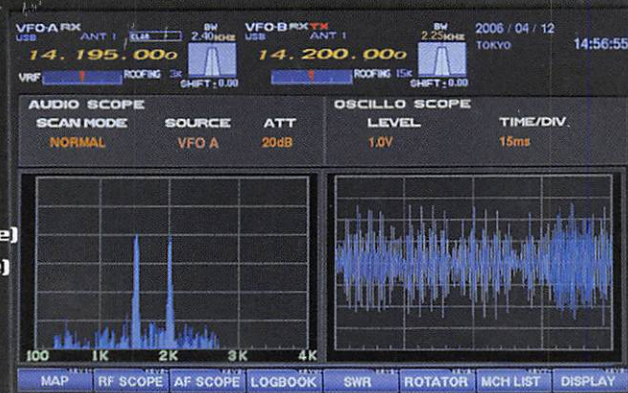 VFO-A RX
USB ANT 1
BW
2.40KHZ
14.195.000
VRF
ROOFING 3K
SHIFT:0.00
VFO-B RX TX
USB ANT 1
BW
2.25KHZ
14.200.000
ROOFING 15K
SHIFT:0.00
2006 / 04 / 12
TOKYO
14:56:55
AUDIO SCOPE
SCAN MODE SOURCE ATT
NORMAL VFO A 20dB
OSCILLO SCOPE
LEVEL TIME/DIV.
1.0V 15ms
e)
)
100 1K 2K 3K 4K
MAP RF SCOPE AF SCOPE LOGBOOK SWR ROTATOR MCH LIST DISPLAY